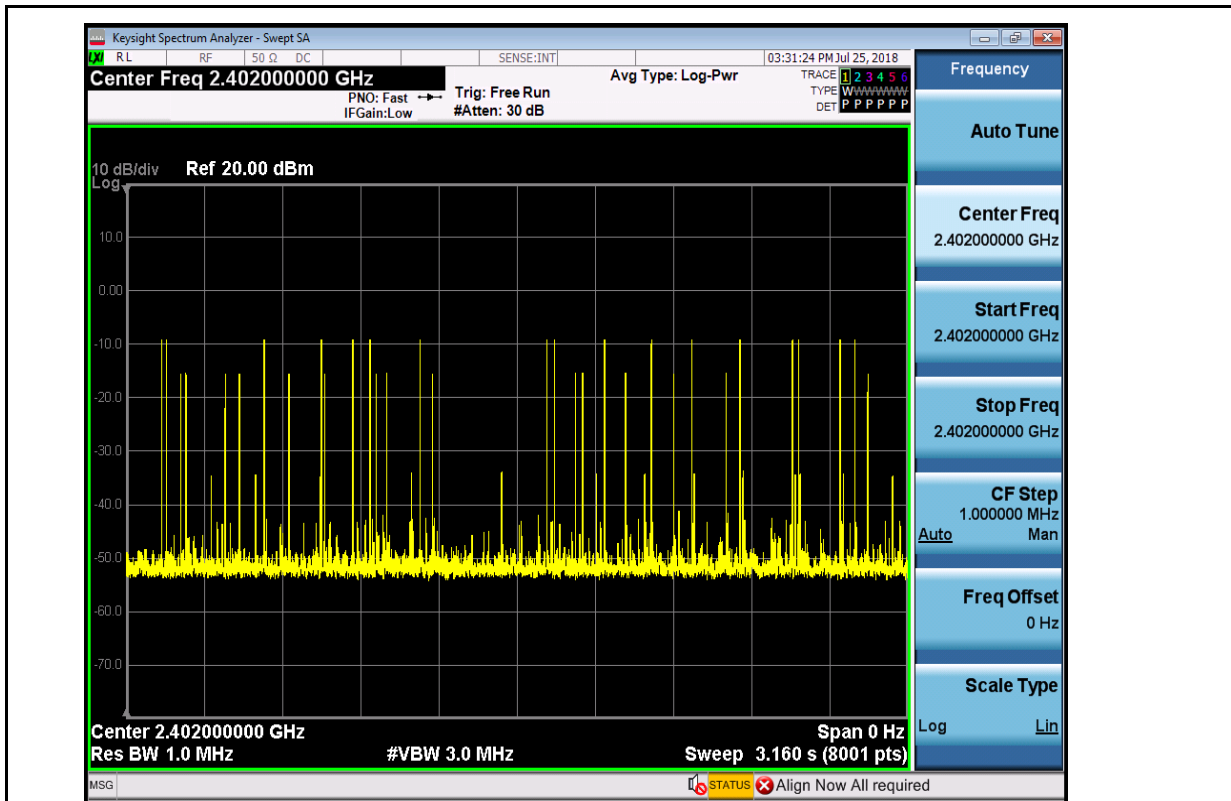 Keysight Spectrum Analyzer - Swept SA
LXI RL RF 50 Ω DC SENSE:INT 03:31:24 PM Jul 25, 2018
Center Freq 2.402000000 GHz
PNO: Fast
IFGain:Low
Trig: Free Run
#Atten: 30 dB
Avg Type: Log-Pwr
TRACE 1 2 3 4 5 6
TYPE WWWWWW
DET P P P P P P
10 dB/div Ref 20.00 dBm
Log
10.0
0.00
-10.0
-20.0
-30.0
-40.0
-50.0
-60.0
-70.0
Center 2.402000000 GHz Span 0 Hz
Res BW 1.0 MHz #VBW 3.0 MHz Sweep 3.160 s (8001 pts)
MSG STATUS Align Now All required
Frequency
Auto Tune
Center Freq
2.402000000 GHz
Start Freq
2.402000000 GHz
Stop Freq
2.402000000 GHz
CF Step
1.000000 MHz
Auto Man
Freq Offset
0 Hz
Scale Type
Log Lin